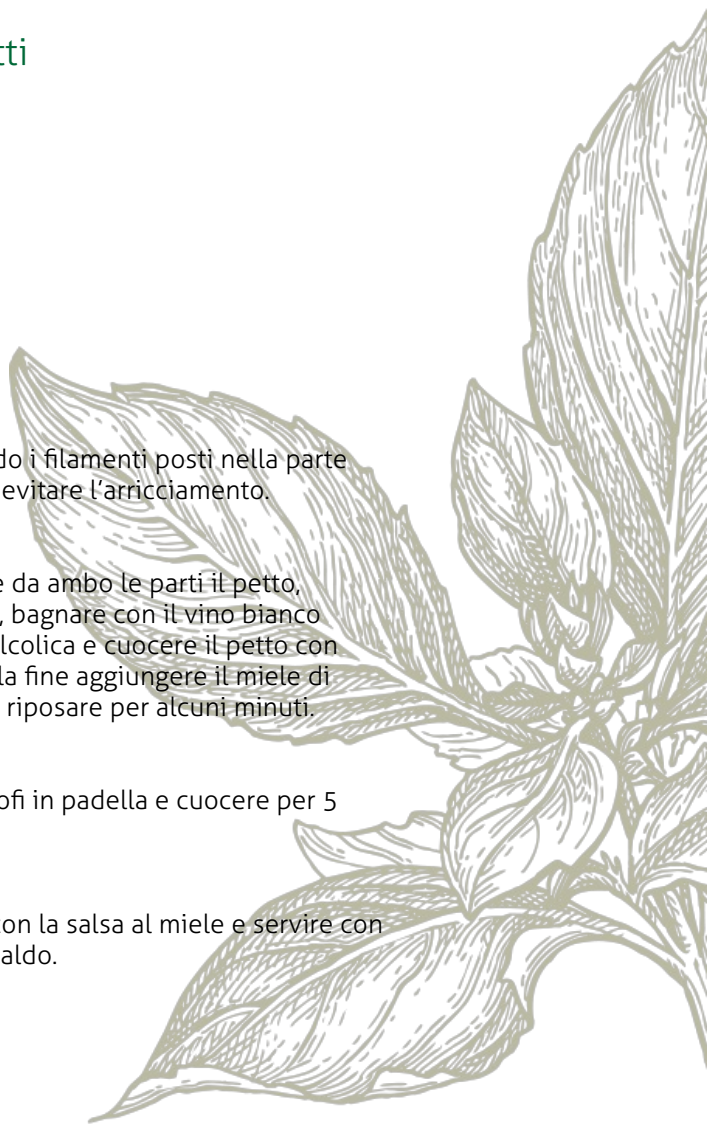 tti
do i filamenti posti nella parte
evitare l’arricciamento.
e da ambo le parti il petto,
, bagnare con il vino bianco
lcolica e cuocere il petto con
la fine aggiungere il miele di
riposare per alcuni minuti.
ofi in padella e cuocere per 5
con la salsa al miele e servire con
aldo.